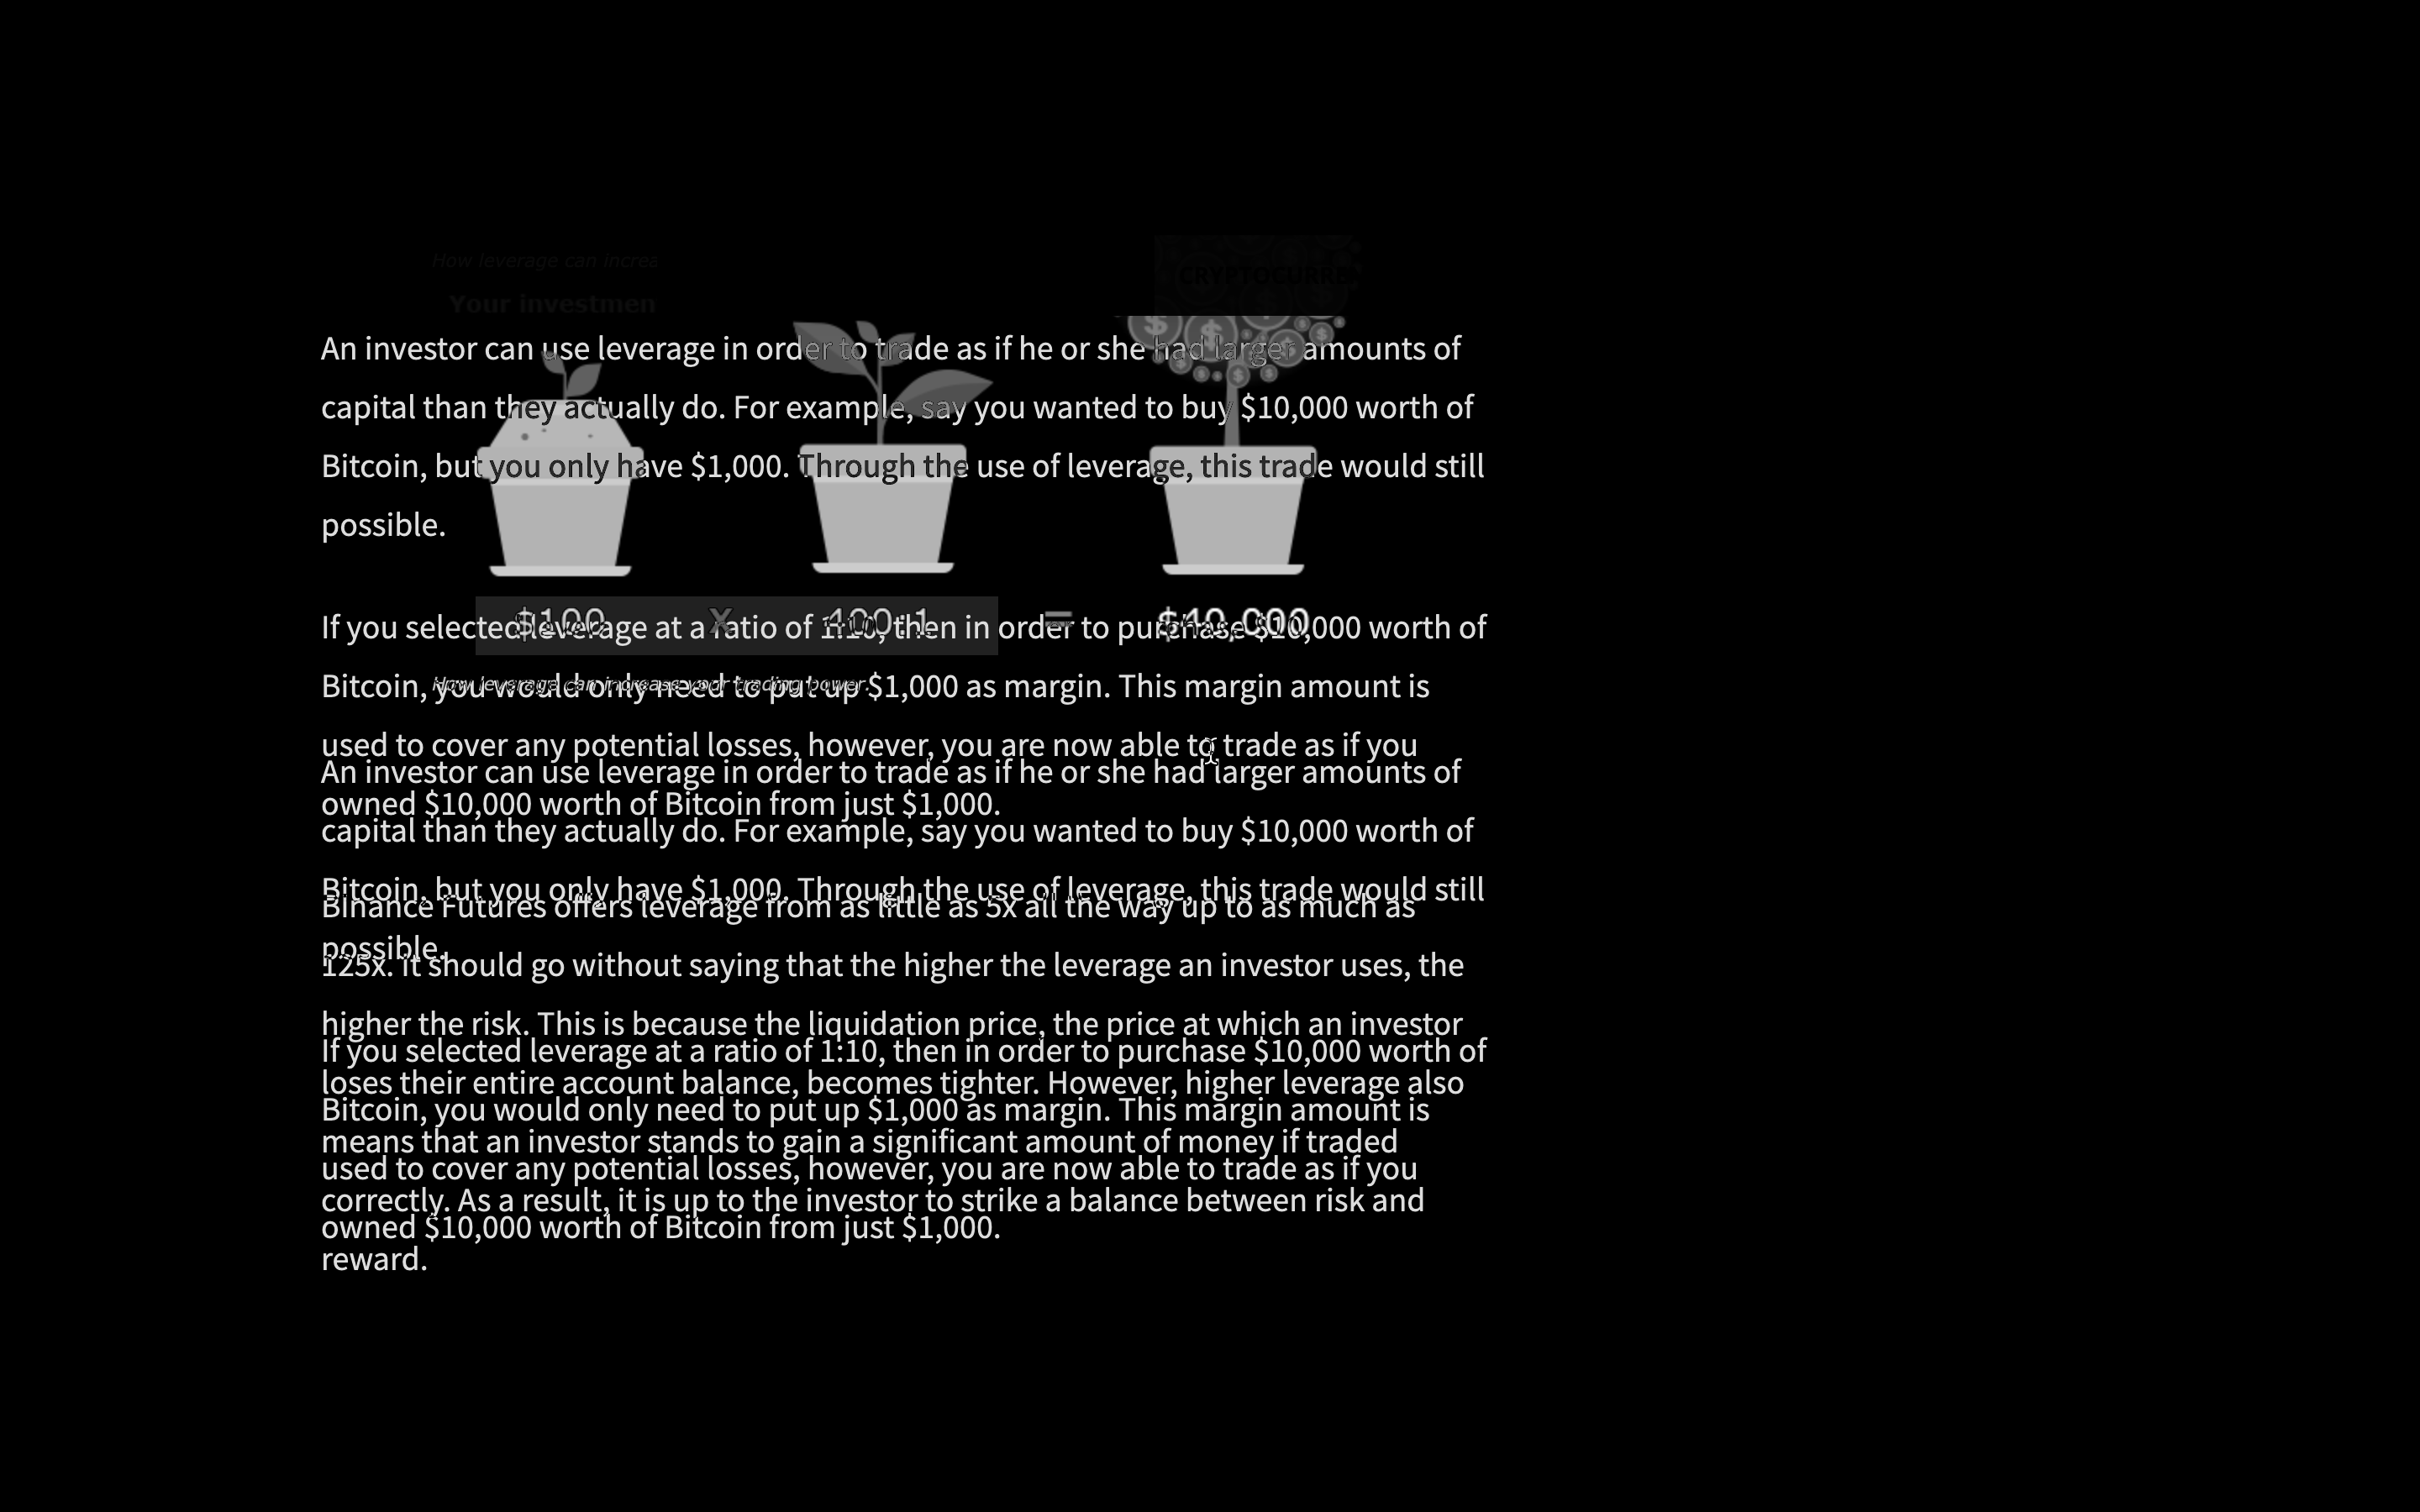 How leverage can increa
CRYPTOCURRE
Your investmen
An investor can use leverage in order to trade as if he or she had larger amounts of
capital than they actually do. For example, say you wanted to buy $10,000 worth of
Bitcoin, but you only have $1,000. Through the use of leverage, this trade would still
possible.
$100 X 400:1 = $40,000
If you selected leverage at a ratio of 1:10, then in order to purchase $10,000 worth of
How leverage can increase your trading power.
Bitcoin, you would only need to put up $1,000 as margin. This margin amount is
used to cover any potential losses, however, you are now able to trade as if you
An investor can use leverage in order to trade as if he or she had larger amounts of
owned $10,000 worth of Bitcoin from just $1,000.
capital than they actually do. For example, say you wanted to buy $10,000 worth of
Bitcoin, but you only have $1,000. Through the use of leverage, this trade would still
Binance Futures offers leverage from as little as 5x all the way up to as much as
possible.
125x. It should go without saying that the higher the leverage an investor uses, the
higher the risk. This is because the liquidation price, the price at which an investor
If you selected leverage at a ratio of 1:10, then in order to purchase $10,000 worth of
loses their entire account balance, becomes tighter. However, higher leverage also
Bitcoin, you would only need to put up $1,000 as margin. This margin amount is
means that an investor stands to gain a significant amount of money if traded
used to cover any potential losses, however, you are now able to trade as if you
correctly. As a result, it is up to the investor to strike a balance between risk and
owned $10,000 worth of Bitcoin from just $1,000.
reward.